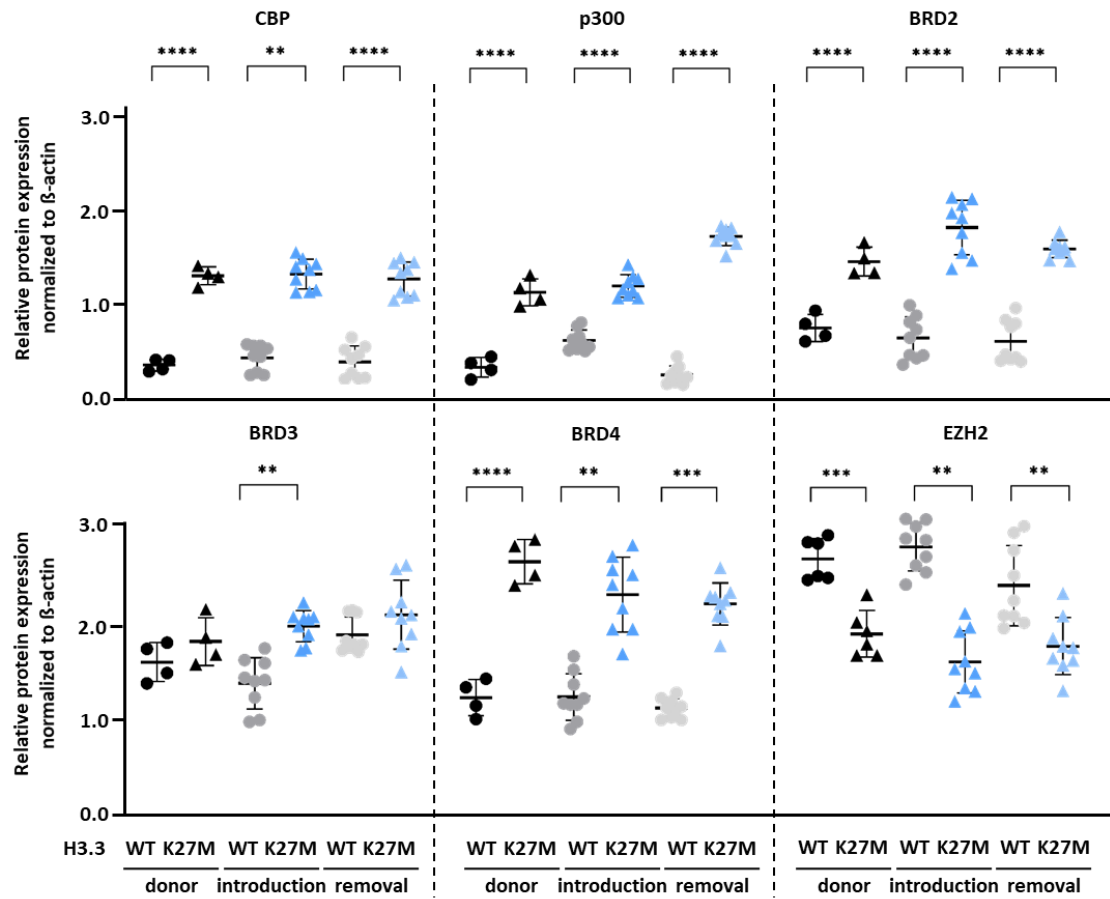 CBP p300 BRD2
**** ** **** **** **** **** **** **** ****
Relative protein expression
normalized to ß-actin
3.0
2.0
1.0
0.0
BRD3 BRD4 EZH2
** **** ** *** *** ** **
Relative protein expression
normalized to ß-actin
3.0
2.0
1.0
0.0
H3.3 WT K27M WT K27M WT K27M WT K27M WT K27M WT K27M WT K27M WT K27M WT K27M
donor introduction removal donor introduction removal donor introduction removal